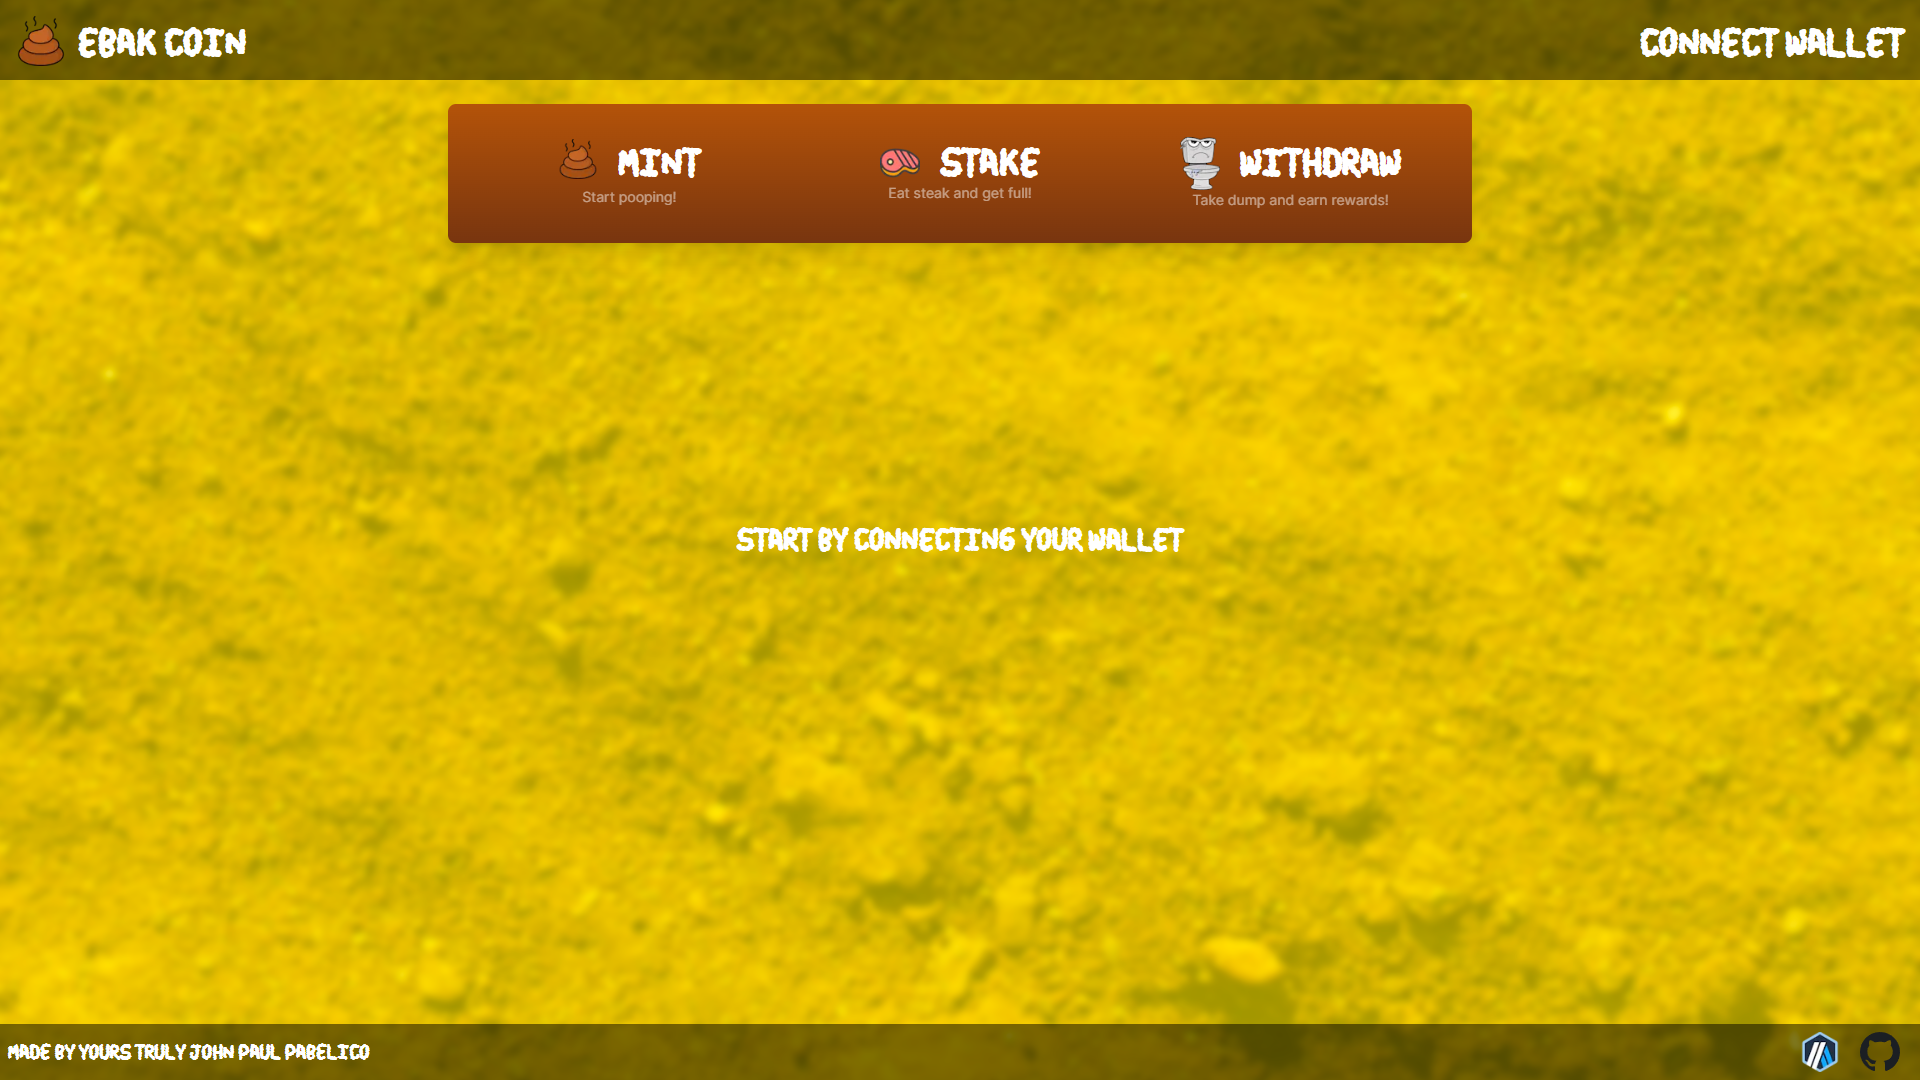 EBAK COIN
CONNECT WALLET
MINT
Start pooping!
STAKE
Eat steak and get full!
WITHDRAW
Take dump and earn rewards!
START BY CONNECTING YOUR WALLET
MADE BY YOURS TRULY JOHN PAUL PABELICO